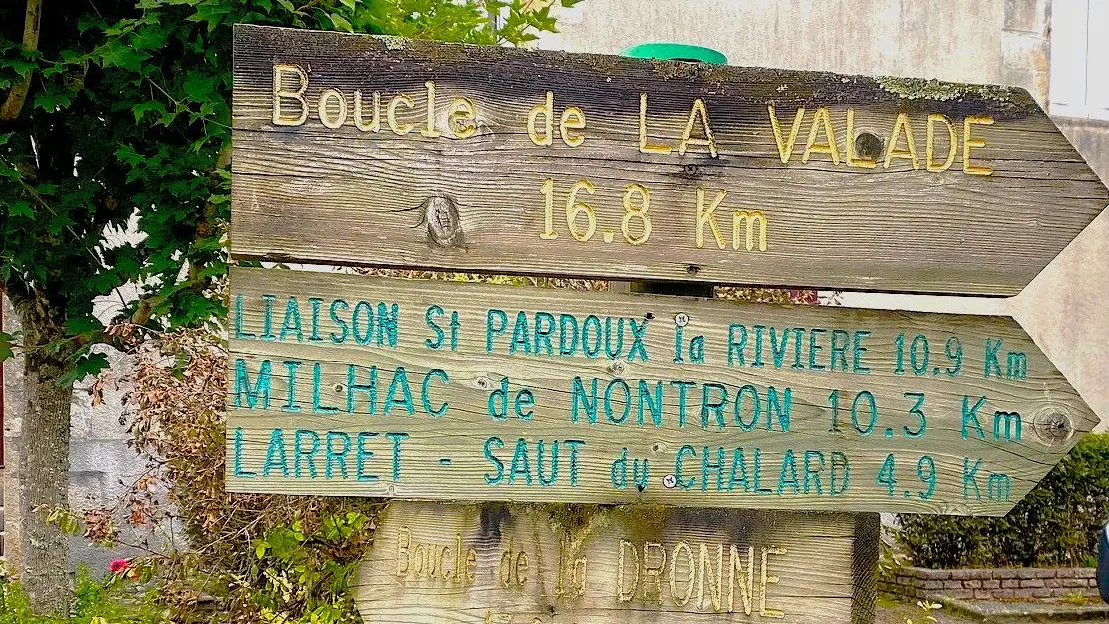 Boucle de LA VALADE
16.8 Km
LIAISON St PARDOUX la RIVIERE 10.9 Km
MILHAC de NONTRON 10.3 Km
LARRET - SAUT du CHALARD 4.9 Km
Boucle de la DRONNE